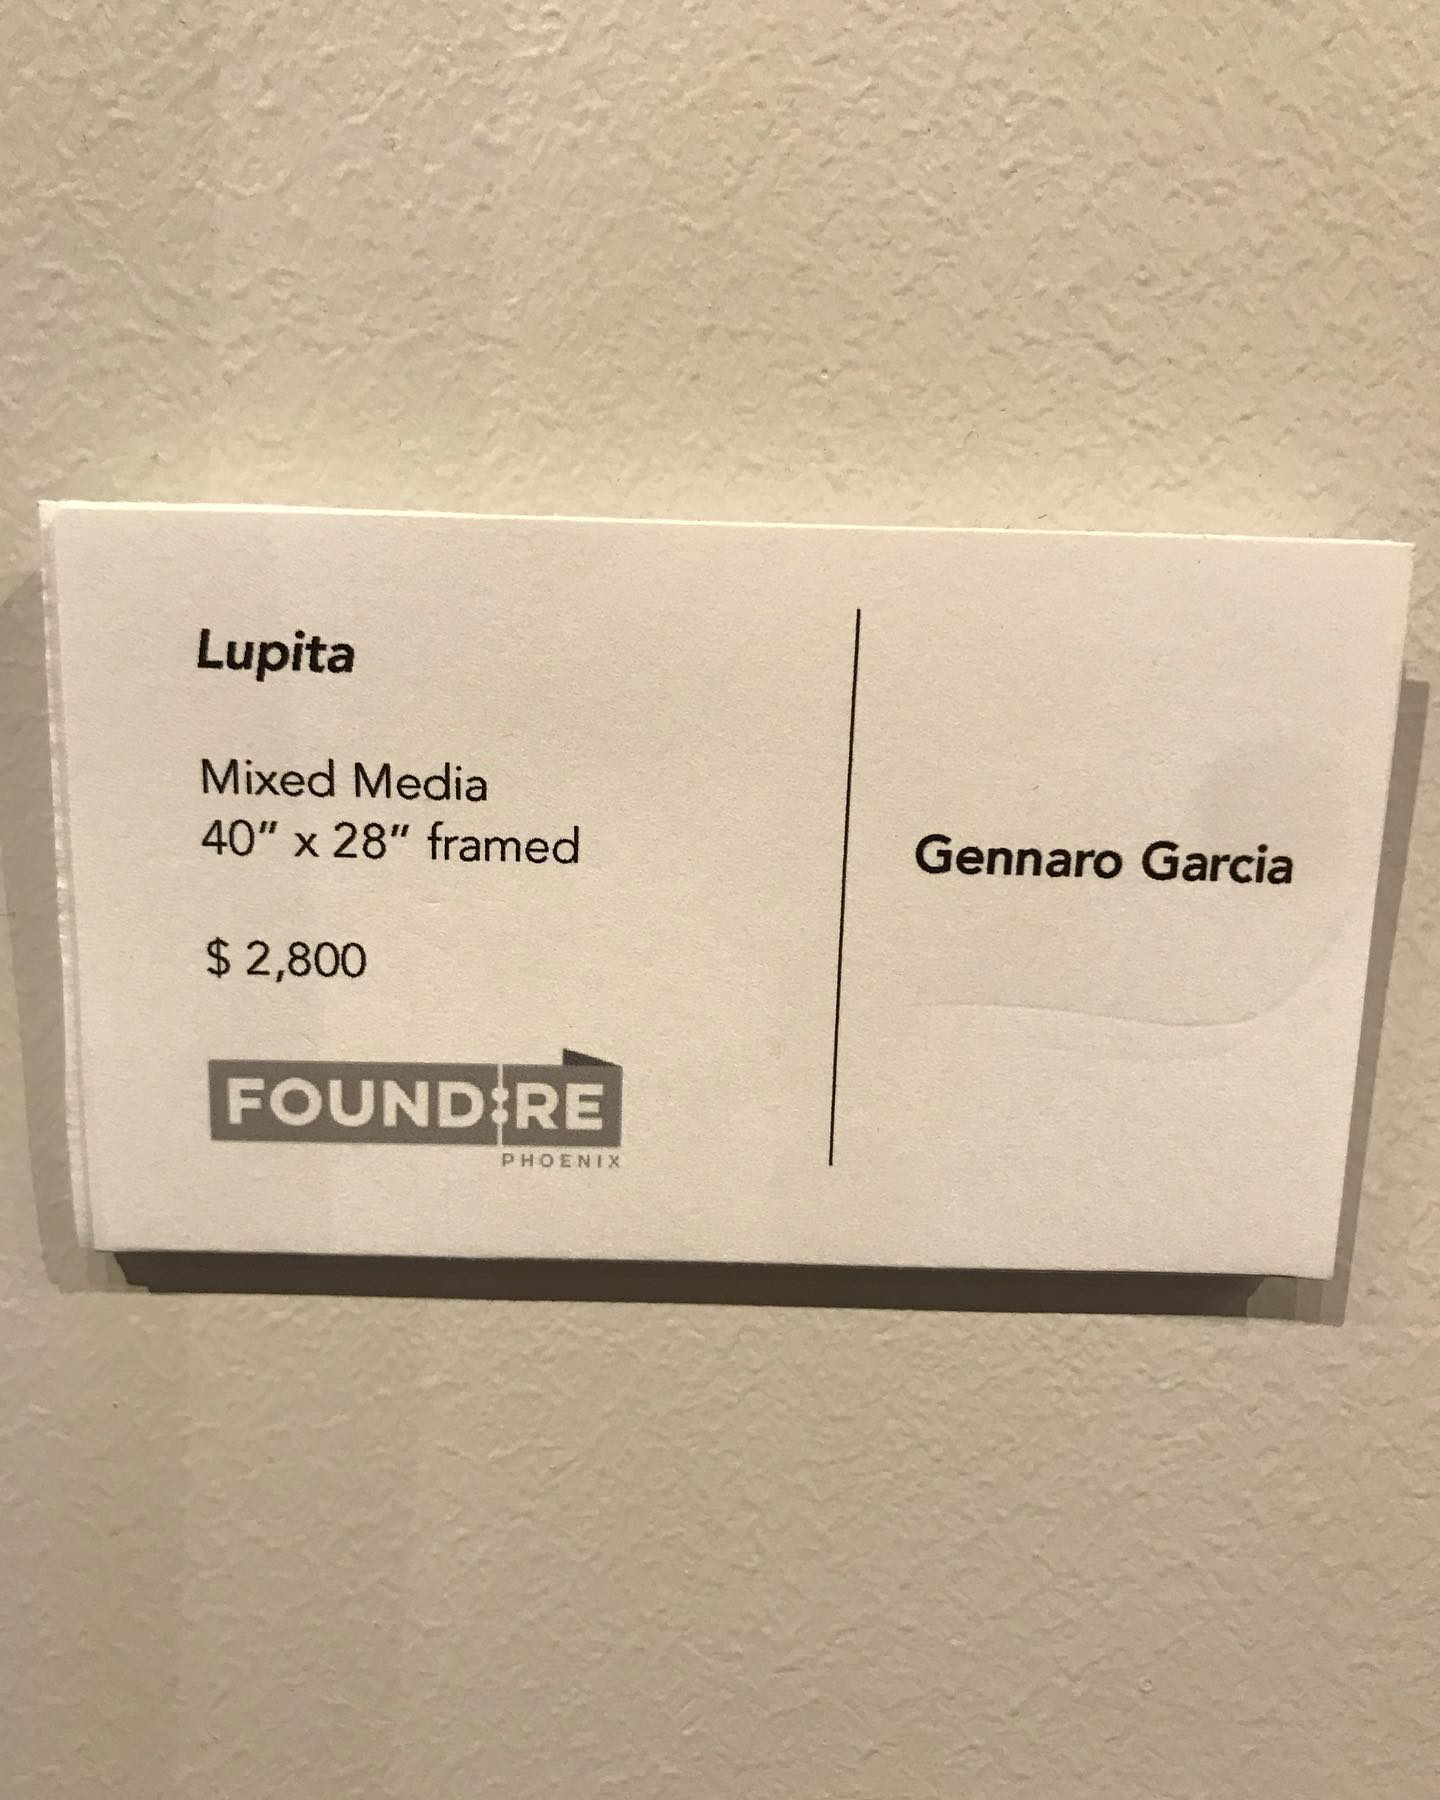 Lupita
Mixed Media
40" x 28" framed
$ 2,800
FOUND:RE
PHOENIX
Gennaro Garcia